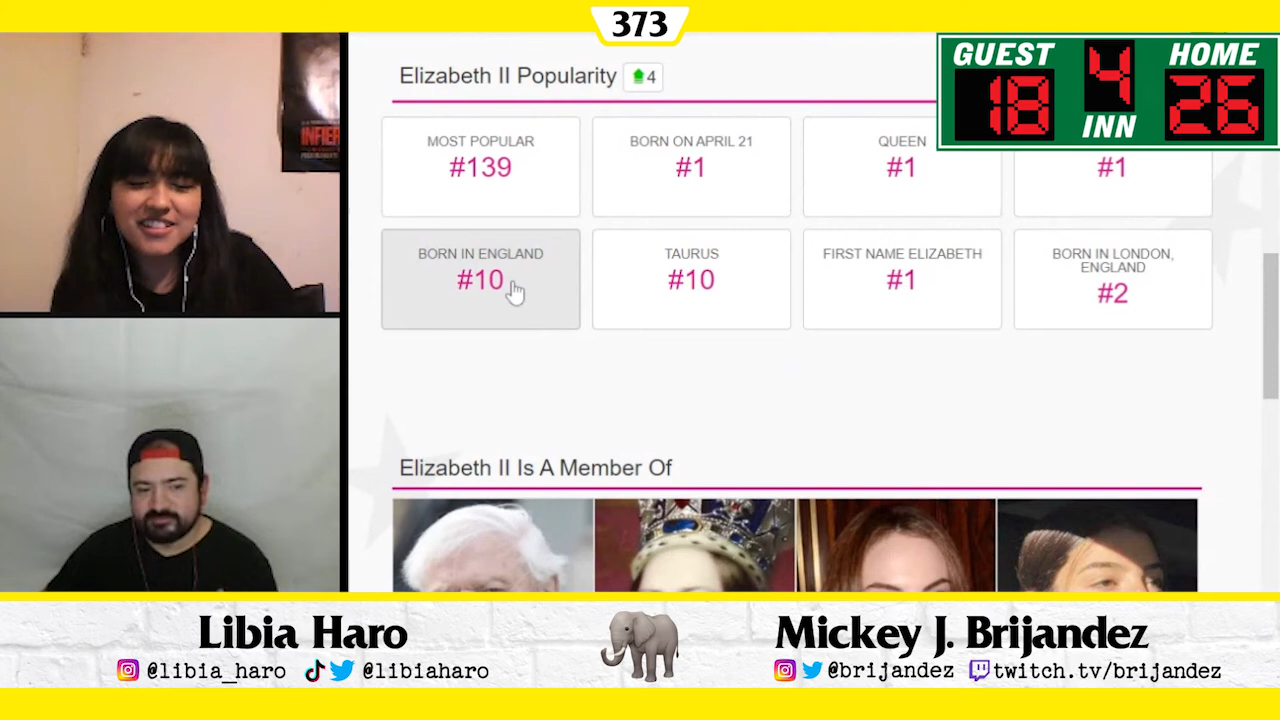 373
GUEST
HOME
18
4
26
INN
Elizabeth II Popularity
4
MOST POPULAR
#139
BORN ON APRIL 21
#1
QUEEN
#1
#1
BORN IN ENGLAND
#10
TAURUS
#10
FIRST NAME ELIZABETH
#1
BORN IN LONDON,
ENGLAND
#2
Elizabeth II Is A Member Of
Libia Haro
Mickey J. Brijandez
@libia_haro
@libiaharo
@brijandez
twitch.tv/brijandez